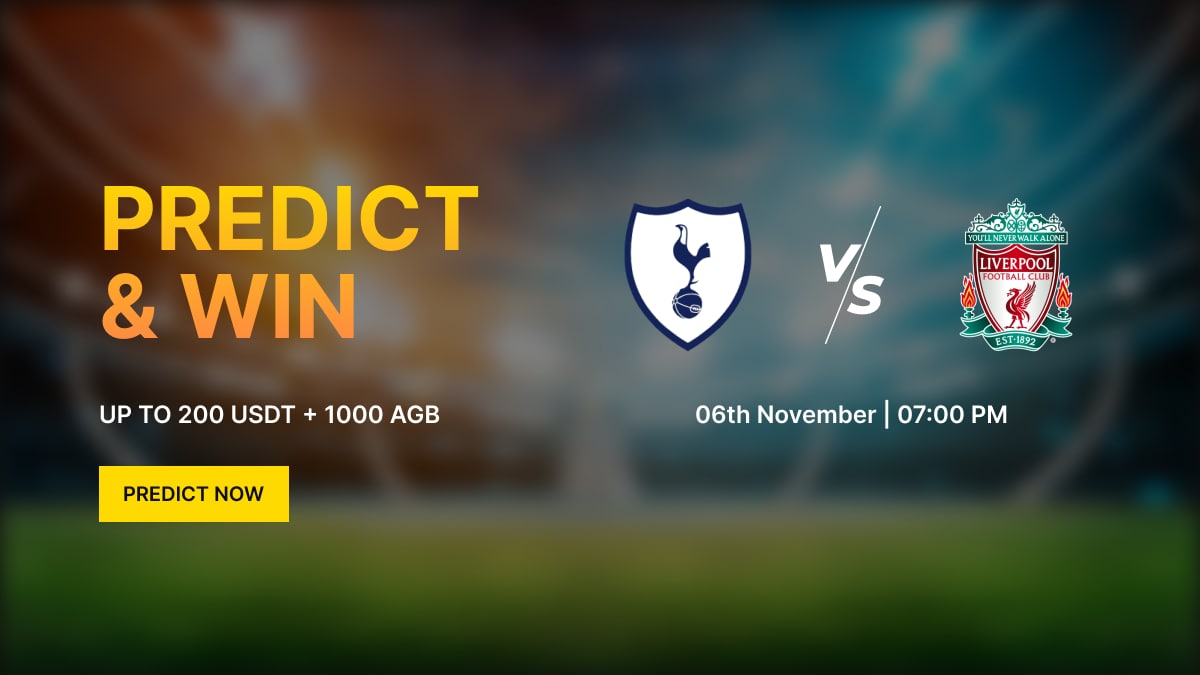 PREDICT
& WIN
UP TO 200 USDT + 1000 AGB
PREDICT NOW
VS
YOU'LL NEVER WALK ALONE
LIVERPOOL
FOOTBALL CLUB
EST·1892
06th November | 07:00 PM